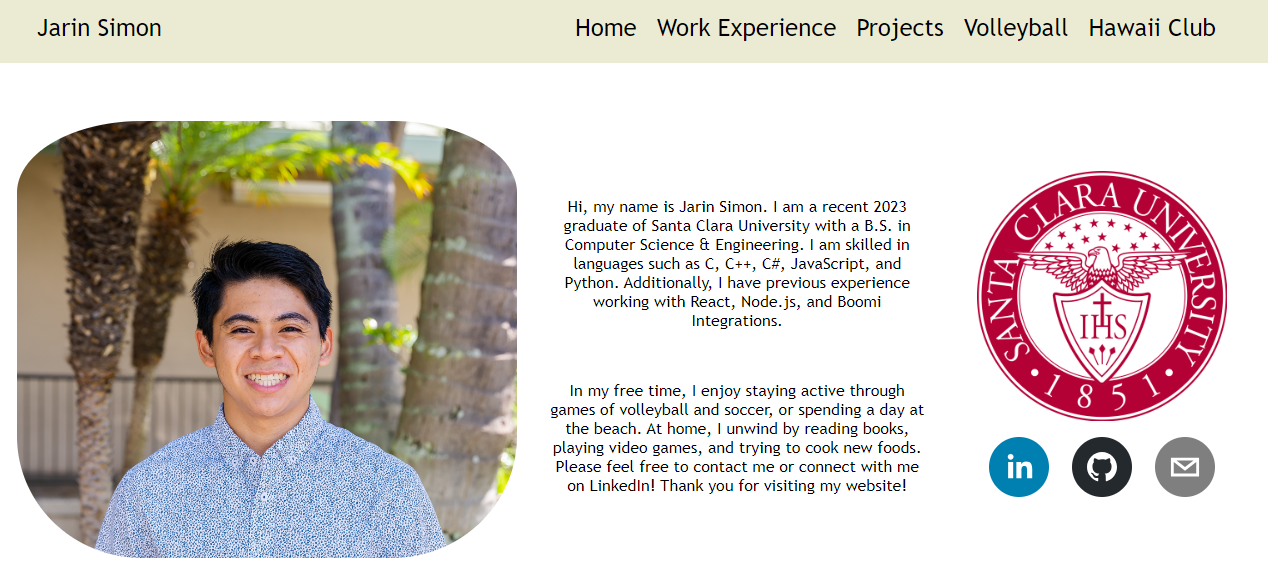 Jarin Simon
Home Work Experience Projects Volleyball Hawaii Club
Hi, my name is Jarin Simon. I am a recent 2023
graduate of Santa Clara University with a B.S. in
Computer Science & Engineering. I am skilled in
languages such as C, C++, C#, JavaScript, and
Python. Additionally, I have previous experience
working with React, Node.js, and Boomi
Integrations.
In my free time, I enjoy staying active through
games of volleyball and soccer, or spending a day at
the beach. At home, I unwind by reading books,
playing video games, and trying to cook new foods.
Please feel free to contact me or connect with me
on LinkedIn! Thank you for visiting my website!
SANTA CLARA UNIVERSITY
IHS
• 1851 •
in